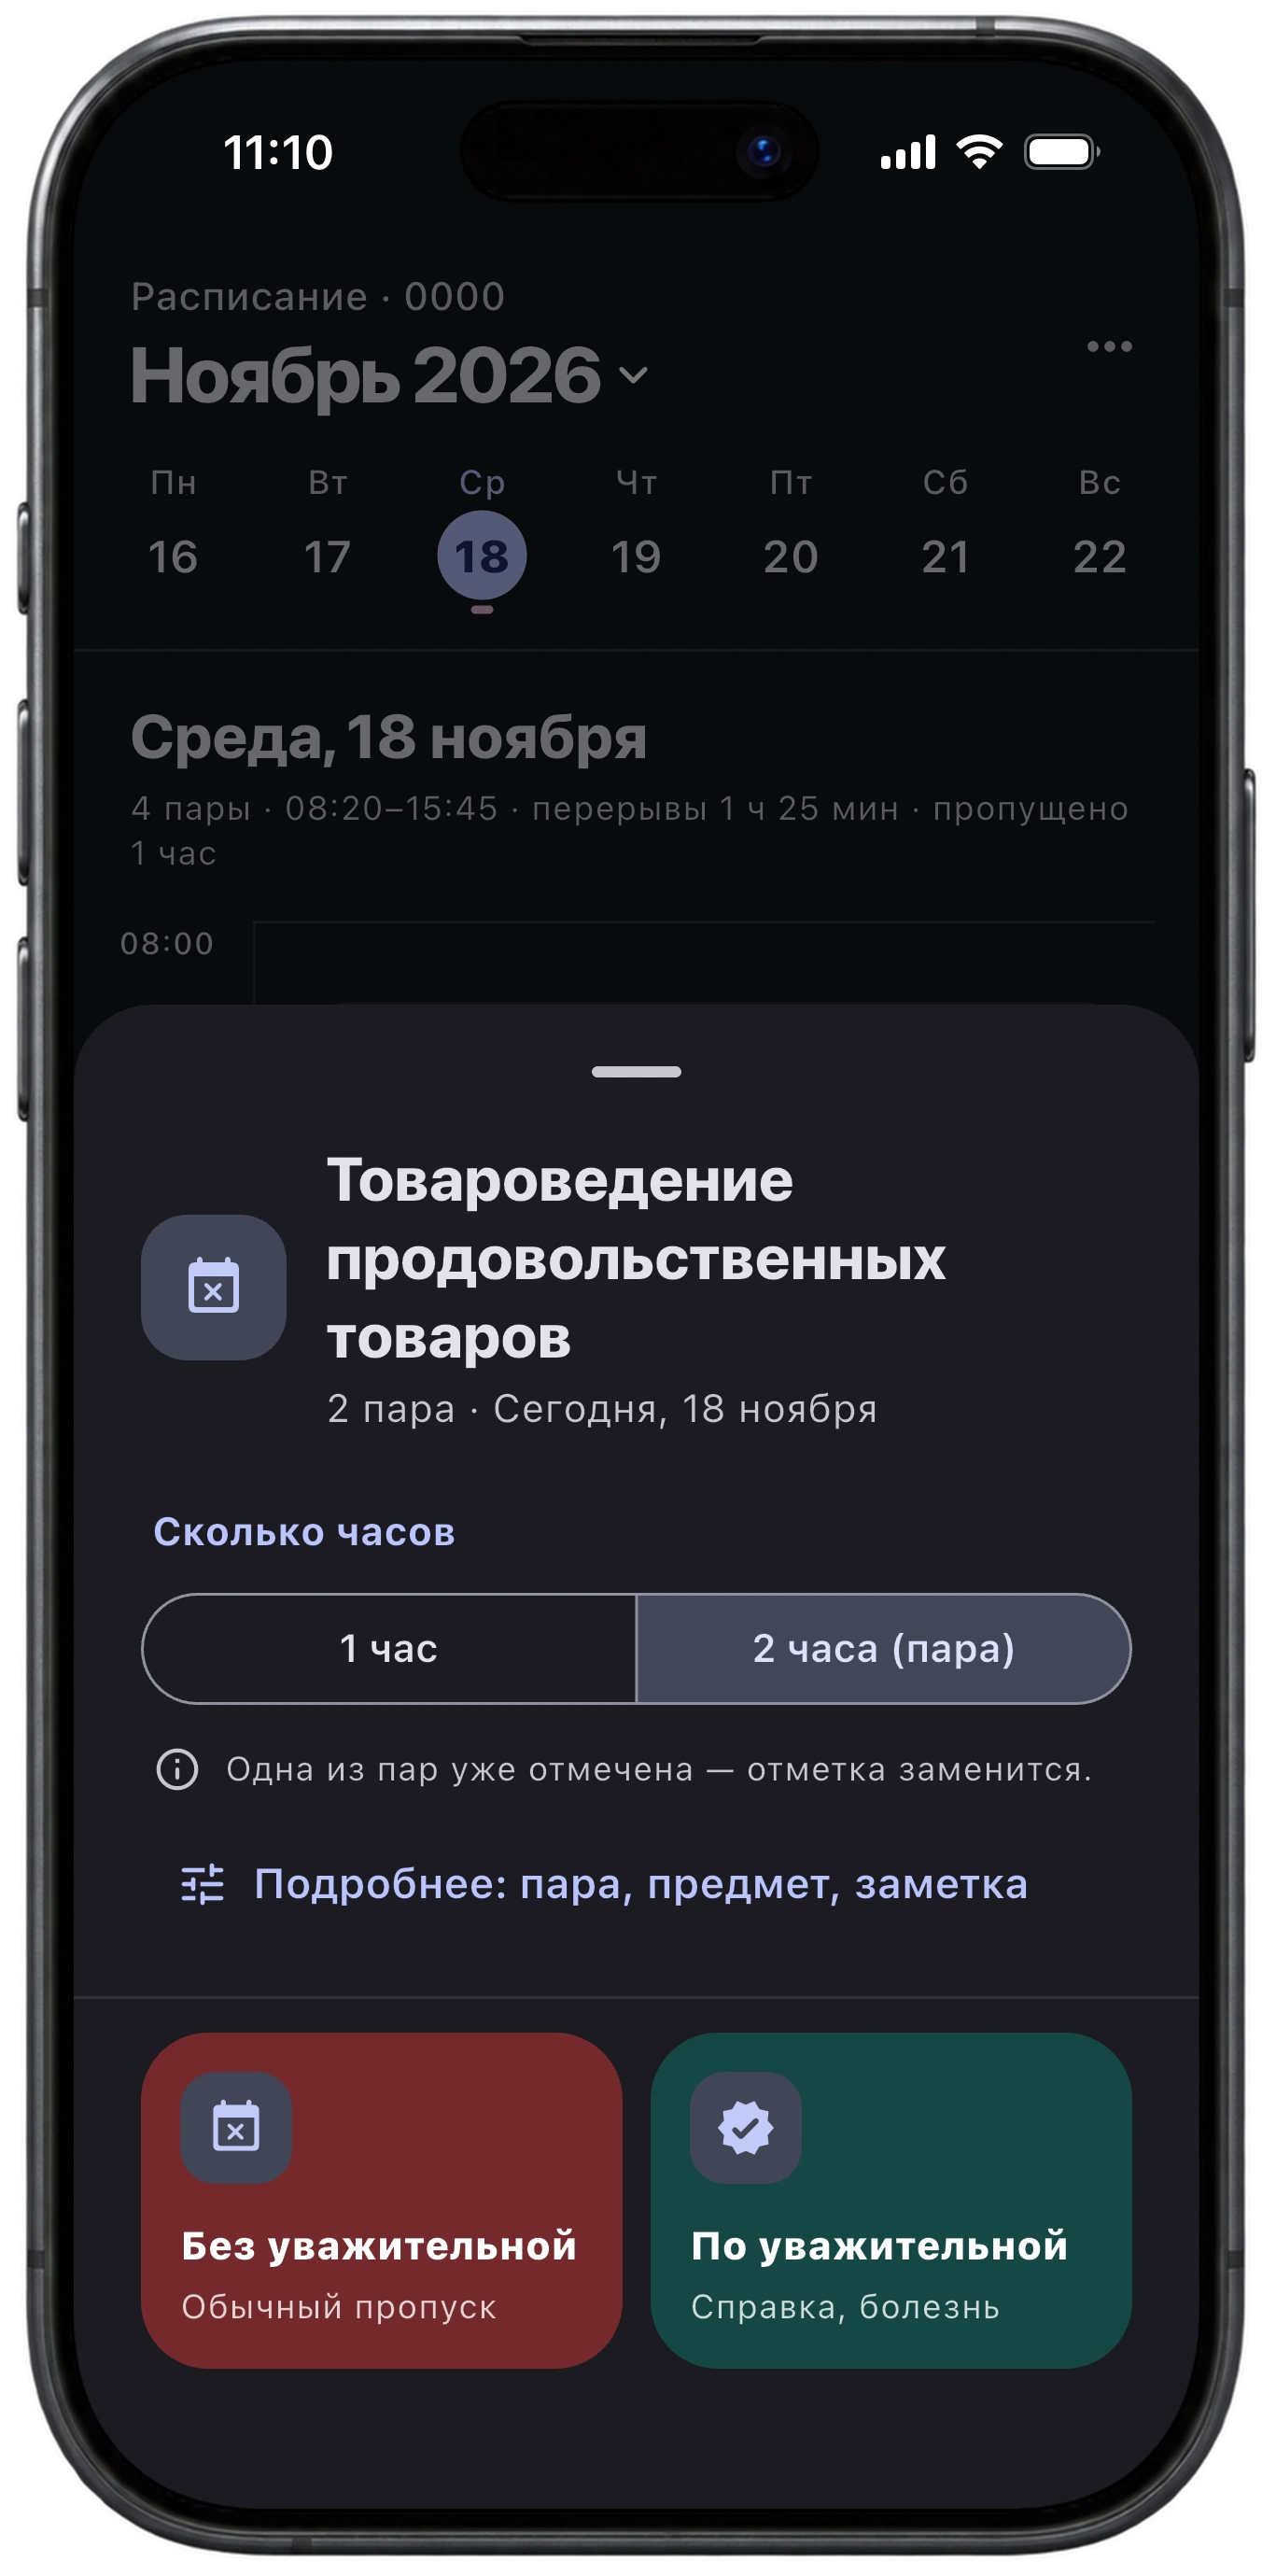 11:10
Расписание · 0000
Ноябрь 2026
Пн Вт Ср Чт Пт Сб Вс
16 17 18 19 20 21 22
Среда, 18 ноября
4 пары · 08:20–15:45 · перерывы 1 ч 25 мин · пропущено
1 час
08:00
Товароведение
продовольственных
товаров
2 пара · Сегодня, 18 ноября
Сколько часов
1 час
2 часа (пара)
Одна из пар уже отмечена — отметка заменится.
Подробнее: пара, предмет, заметка
Без уважительной
Обычный пропуск
По уважительной
Справка, болезнь